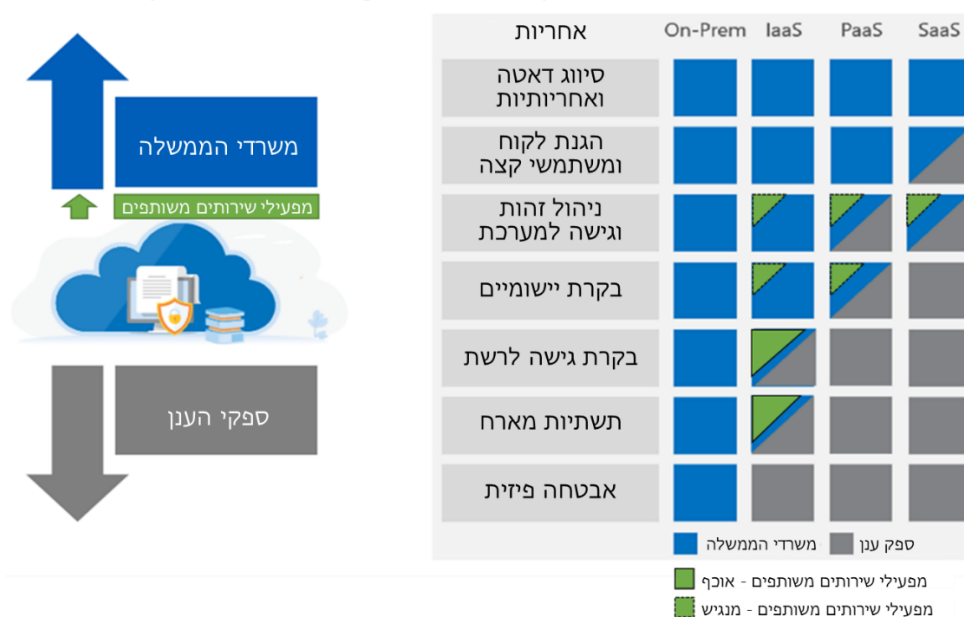 משרדי הממשלה
מפעילי שירותים משותפים
ספקי הענן
אחריות On-Prem IaaS PaaS SaaS
סיווג דאטה
ואחריותיות
הגנת לקוח
ומשתמשי קצה
ניהול זהות
וגישה למערכת
בקרת יישומיים
בקרת גישה לרשת
תשתיות מארח
אבטחה פיזית
משרדי הממשלה ספק ענן
מפעילי שירותים משותפים - אוכף
מפעילי שירותים משותפים - מנגיש